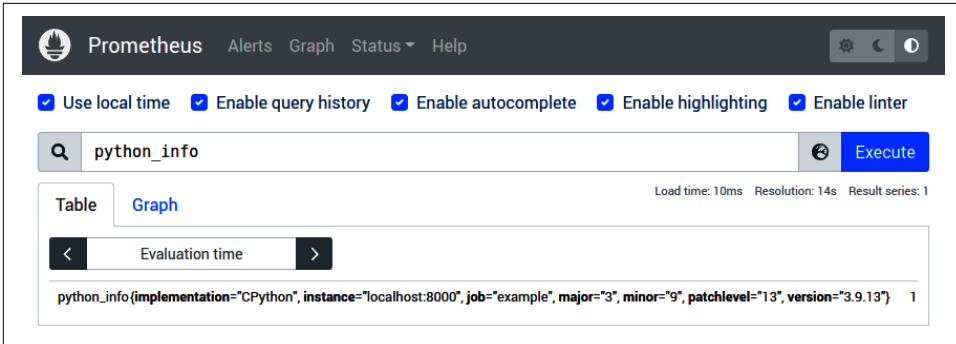 Prometheus Alerts Graph Status Help
Use local time Enable query history Enable autocomplete Enable highlighting Enable linter
python_info Execute
Load time: 10ms Resolution: 14s Result series: 1
Table Graph
Evaluation time
python_info{implementation="CPython", instance="localhost:8000", job="example", major="3", minor="9", patchlevel="13", version="3.9.13"} 1